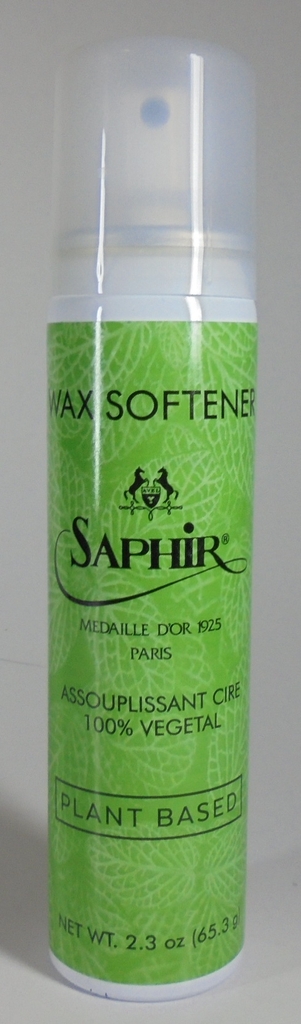 WAX SOFTENER
AVEL
SAPHIR®
MEDAILLE D'OR 1925
PARIS
ASSOUPLISSANT CIRE
100% VEGETAL
PLANT BASED
NET WT. 2.3 oz (65.3 g)